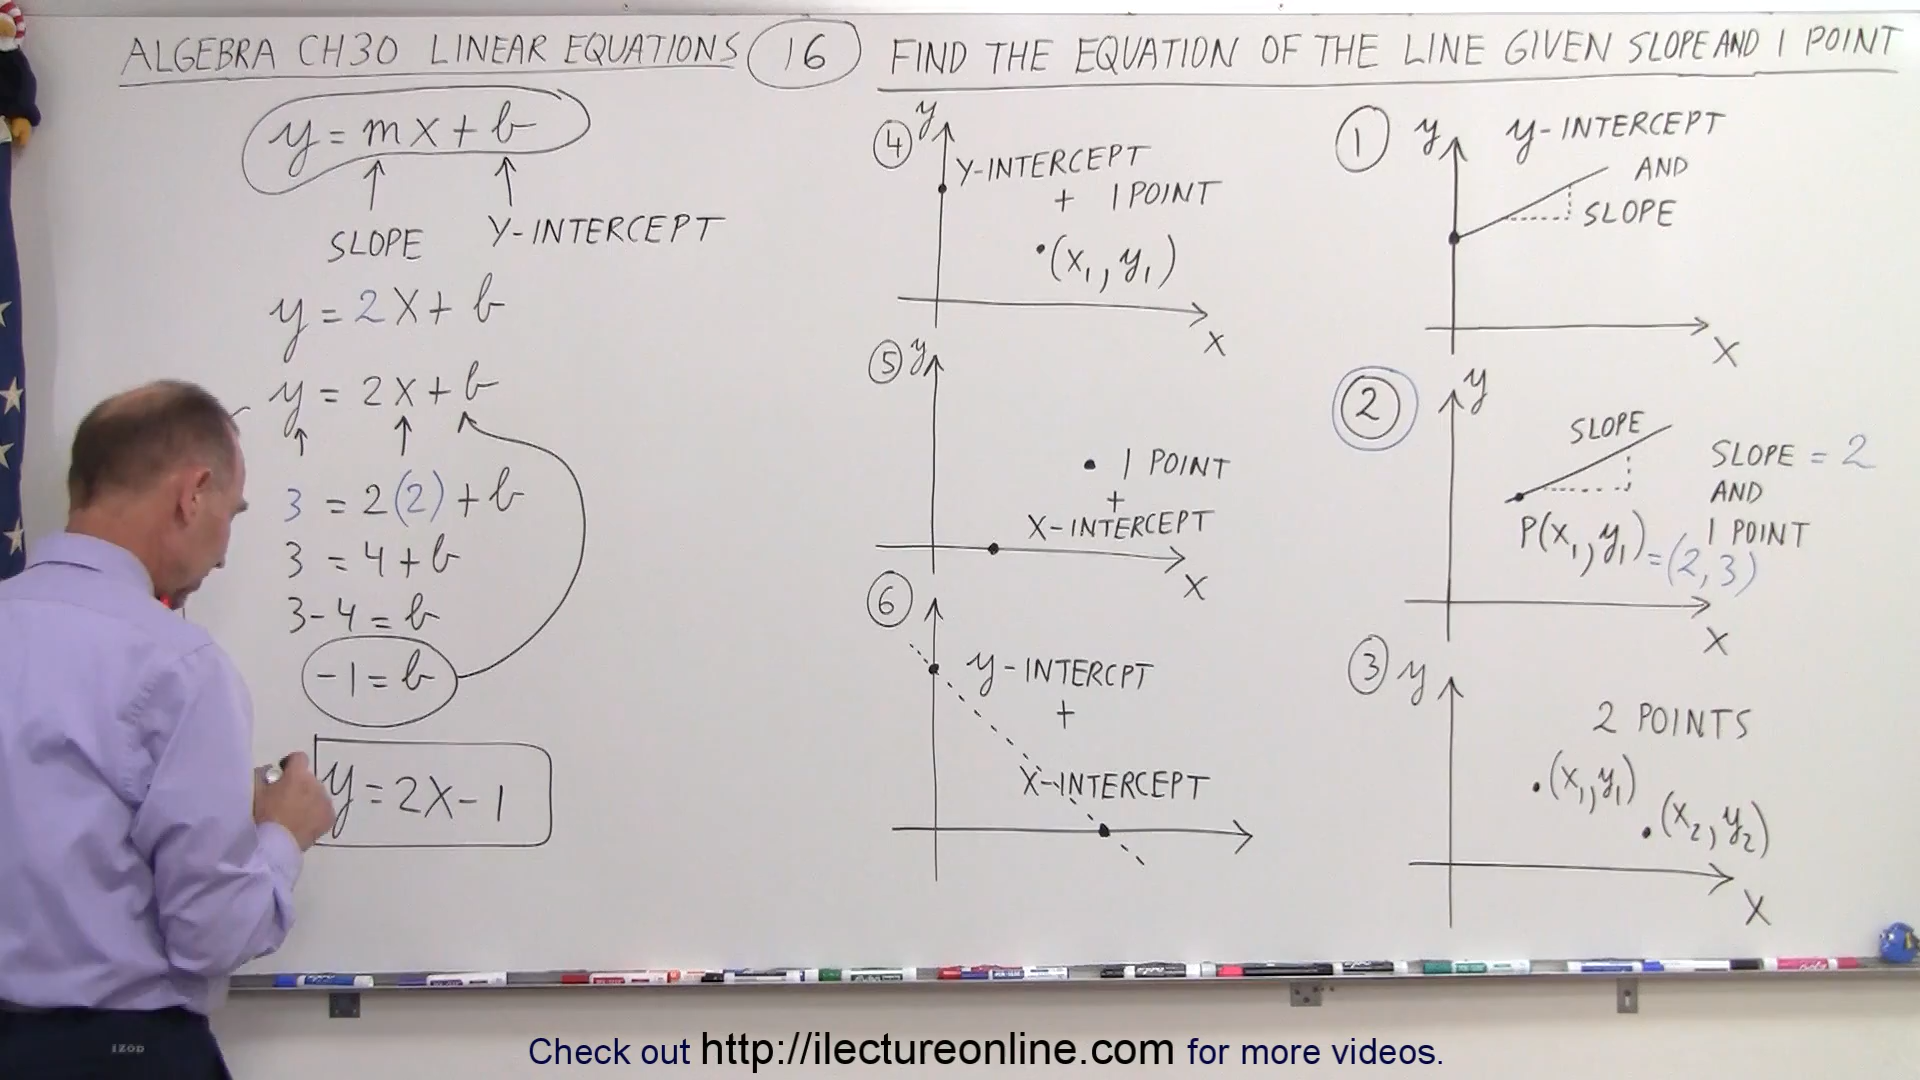 ALGEBRA CH30 LINEAR EQUATIONS 16 FIND THE EQUATION OF THE LINE GIVEN SLOPE AND 1 POINT
y = mx + b
SLOPE Y-INTERCEPT
y = 2x + b
y = 2x + b
3 = 2(2) + b
3 = 4 + b
3-4 = b
-1 = b
y = 2x - 1
4 y
Y-INTERCEPT
+ 1 POINT
(x₁, y₁)
x
5 y
1 POINT
+
X-INTERCEPT
x
6
y-INTERCPT
+
X-INTERCEPT
1 y y-INTERCEPT
AND
SLOPE
x
2 y
SLOPE
SLOPE = 2
AND
1 POINT
P(x₁, y₁) = (2, 3)
x
3 y
2 POINTS
(x₁, y₁)
(x₂, y₂)
x
IZOD
Check out http://ilectureonline.com for more videos.